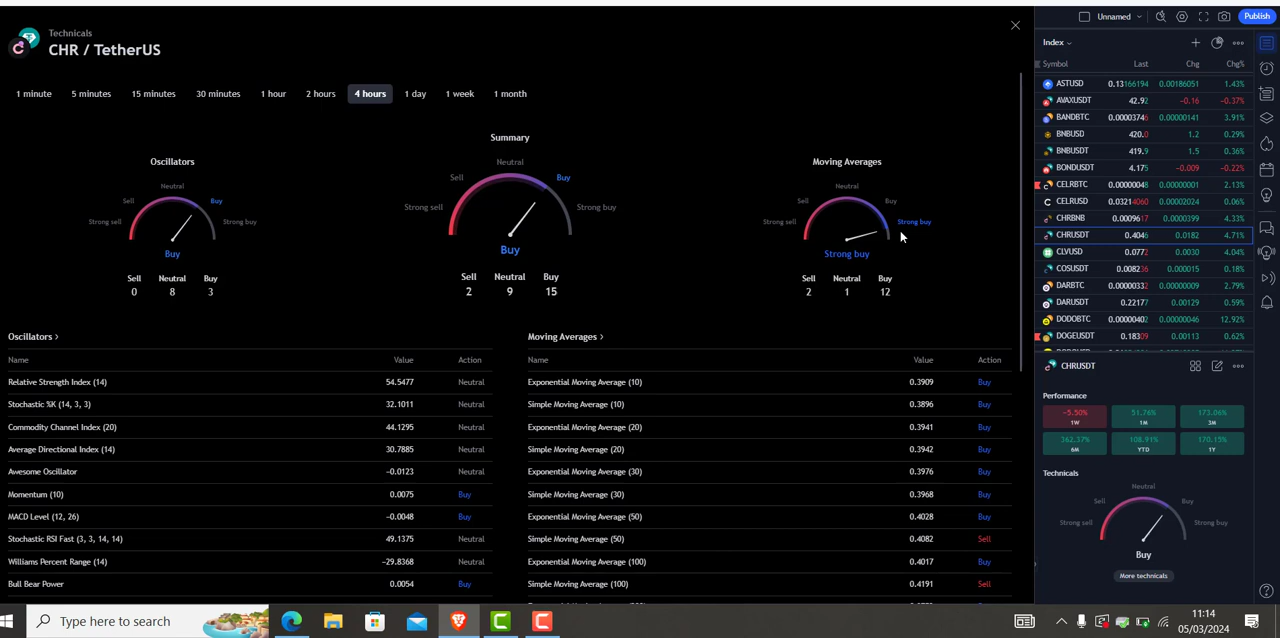 Technicals
CHR / TetherUS
1 minute 5 minutes 15 minutes 30 minutes 1 hour 2 hours 4 hours 1 day 1 week 1 month
Summary
Oscillators
Neutral
Sell Buy
Strong sell Strong buy
Buy
Sell Neutral Buy
0 8 3
Neutral
Sell Buy
Strong sell Strong buy
Buy
Sell Neutral Buy
2 9 15
Moving Averages
Neutral
Sell Buy
Strong sell Strong buy
Strong buy
Sell Neutral Buy
2 1 12
Oscillators >
Name Value Action
Relative Strength Index (14) 54.5477 Neutral
Stochastic %K (14, 3, 3) 32.1011 Neutral
Commodity Channel Index (20) 44.1295 Neutral
Average Directional Index (14) 30.7885 Neutral
Awesome Oscillator −0.0123 Neutral
Momentum (10) 0.0075 Buy
MACD Level (12, 26) −0.0048 Buy
Stochastic RSI Fast (3, 3, 14, 14) 49.1375 Neutral
Williams Percent Range (14) −29.8368 Neutral
Bull Bear Power 0.0054 Buy
Moving Averages >
Name Value Action
Exponential Moving Average (10) 0.3909 Buy
Simple Moving Average (10) 0.3896 Buy
Exponential Moving Average (20) 0.3941 Buy
Simple Moving Average (20) 0.3942 Buy
Exponential Moving Average (30) 0.3976 Buy
Simple Moving Average (30) 0.3968 Buy
Exponential Moving Average (50) 0.4028 Buy
Simple Moving Average (50) 0.4082 Sell
Exponential Moving Average (100) 0.4017 Buy
Simple Moving Average (100) 0.4191 Sell
Unnamed Publish
Index
Symbol Last Chg Chg%
ASTUSD 0.13166194 0.00186051 1.43%
AVAXUSDT 42.92 −0.16 −0.37%
BANDBTC 0.00003746 0.00000141 3.91%
BNBUSD 420.0 1.2 0.29%
BNBUSDT 419.9 1.5 0.36%
BONDUSDT 4.175 −0.009 −0.22%
CELRBTC 0.00000048 0.00000001 2.13%
CELRUSD 0.03214060 0.00002024 0.06%
CHRBNB 0.0009617 0.0000399 4.33%
CHRUSDT 0.4046 0.0182 4.71%
CLVUSD 0.0772 0.0030 4.04%
COSUSDT 0.008236 0.000015 0.18%
DARBTC 0.00000332 0.00000009 2.79%
DARUSDT 0.22177 0.00129 0.59%
DODOBTC 0.00000402 0.00000046 12.92%
DOGEUSDT 0.18309 0.00113 0.62%
CHRUSDT
Performance
−5.50% 51.76% 173.06%
1W 1M 3M
362.37% 108.91% 170.15%
6M YTD 1Y
Technicals
Neutral
Sell Buy
Strong sell Strong buy
Buy
More technicals
Type here to search
11:14
05/03/2024